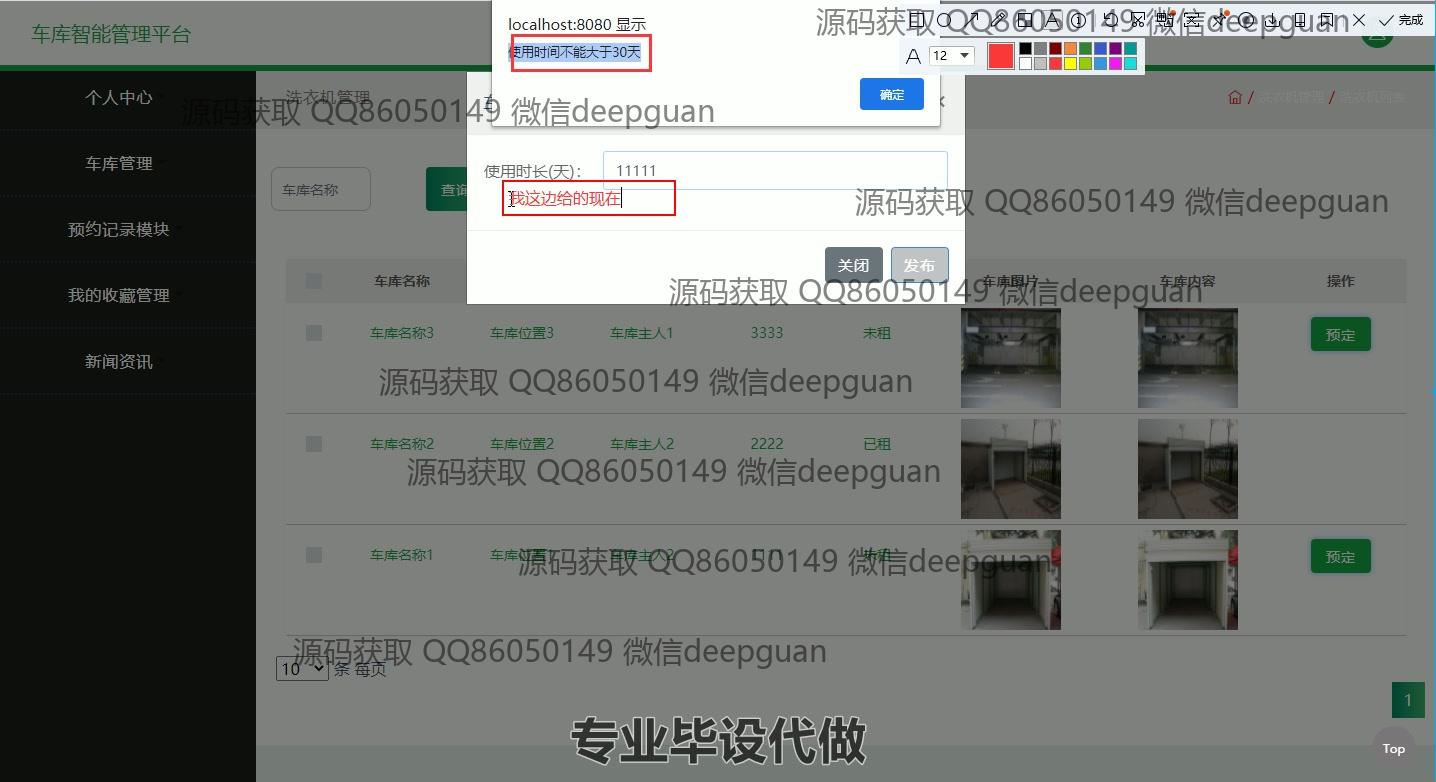 localhost:8080 显示
使用时间不能大于30天
确定
完成
12
源码获取 QQ86050149 微信deepguan
车库智能管理平台
个人中心
车库管理
预约记录模块
我的收藏管理
新闻资讯
洗衣机管理
/ 洗衣机管理 / 洗衣机列表
源码获取 QQ86050149 微信deepguan
使用时长(天):
11111
我这边给的现在
车库名称
查询
源码获取 QQ86050149 微信deepguan
关闭
发布
车库名称
车库图片
车库内容
操作
源码获取 QQ86050149 微信deepguan
车库名称3 车库位置3 车库主人1 3333 未租 预定
源码获取 QQ86050149 微信deepguan
车库名称2 车库位置2 车库主人2 2222 已租
源码获取 QQ86050149 微信deepguan
车库名称1 车库位置1 车库主人2 1111 未租 预定
源码获取 QQ86050149 微信deepguan
源码获取 QQ86050149 微信deepguan
10 条 每页
1
专业毕设代做
Top